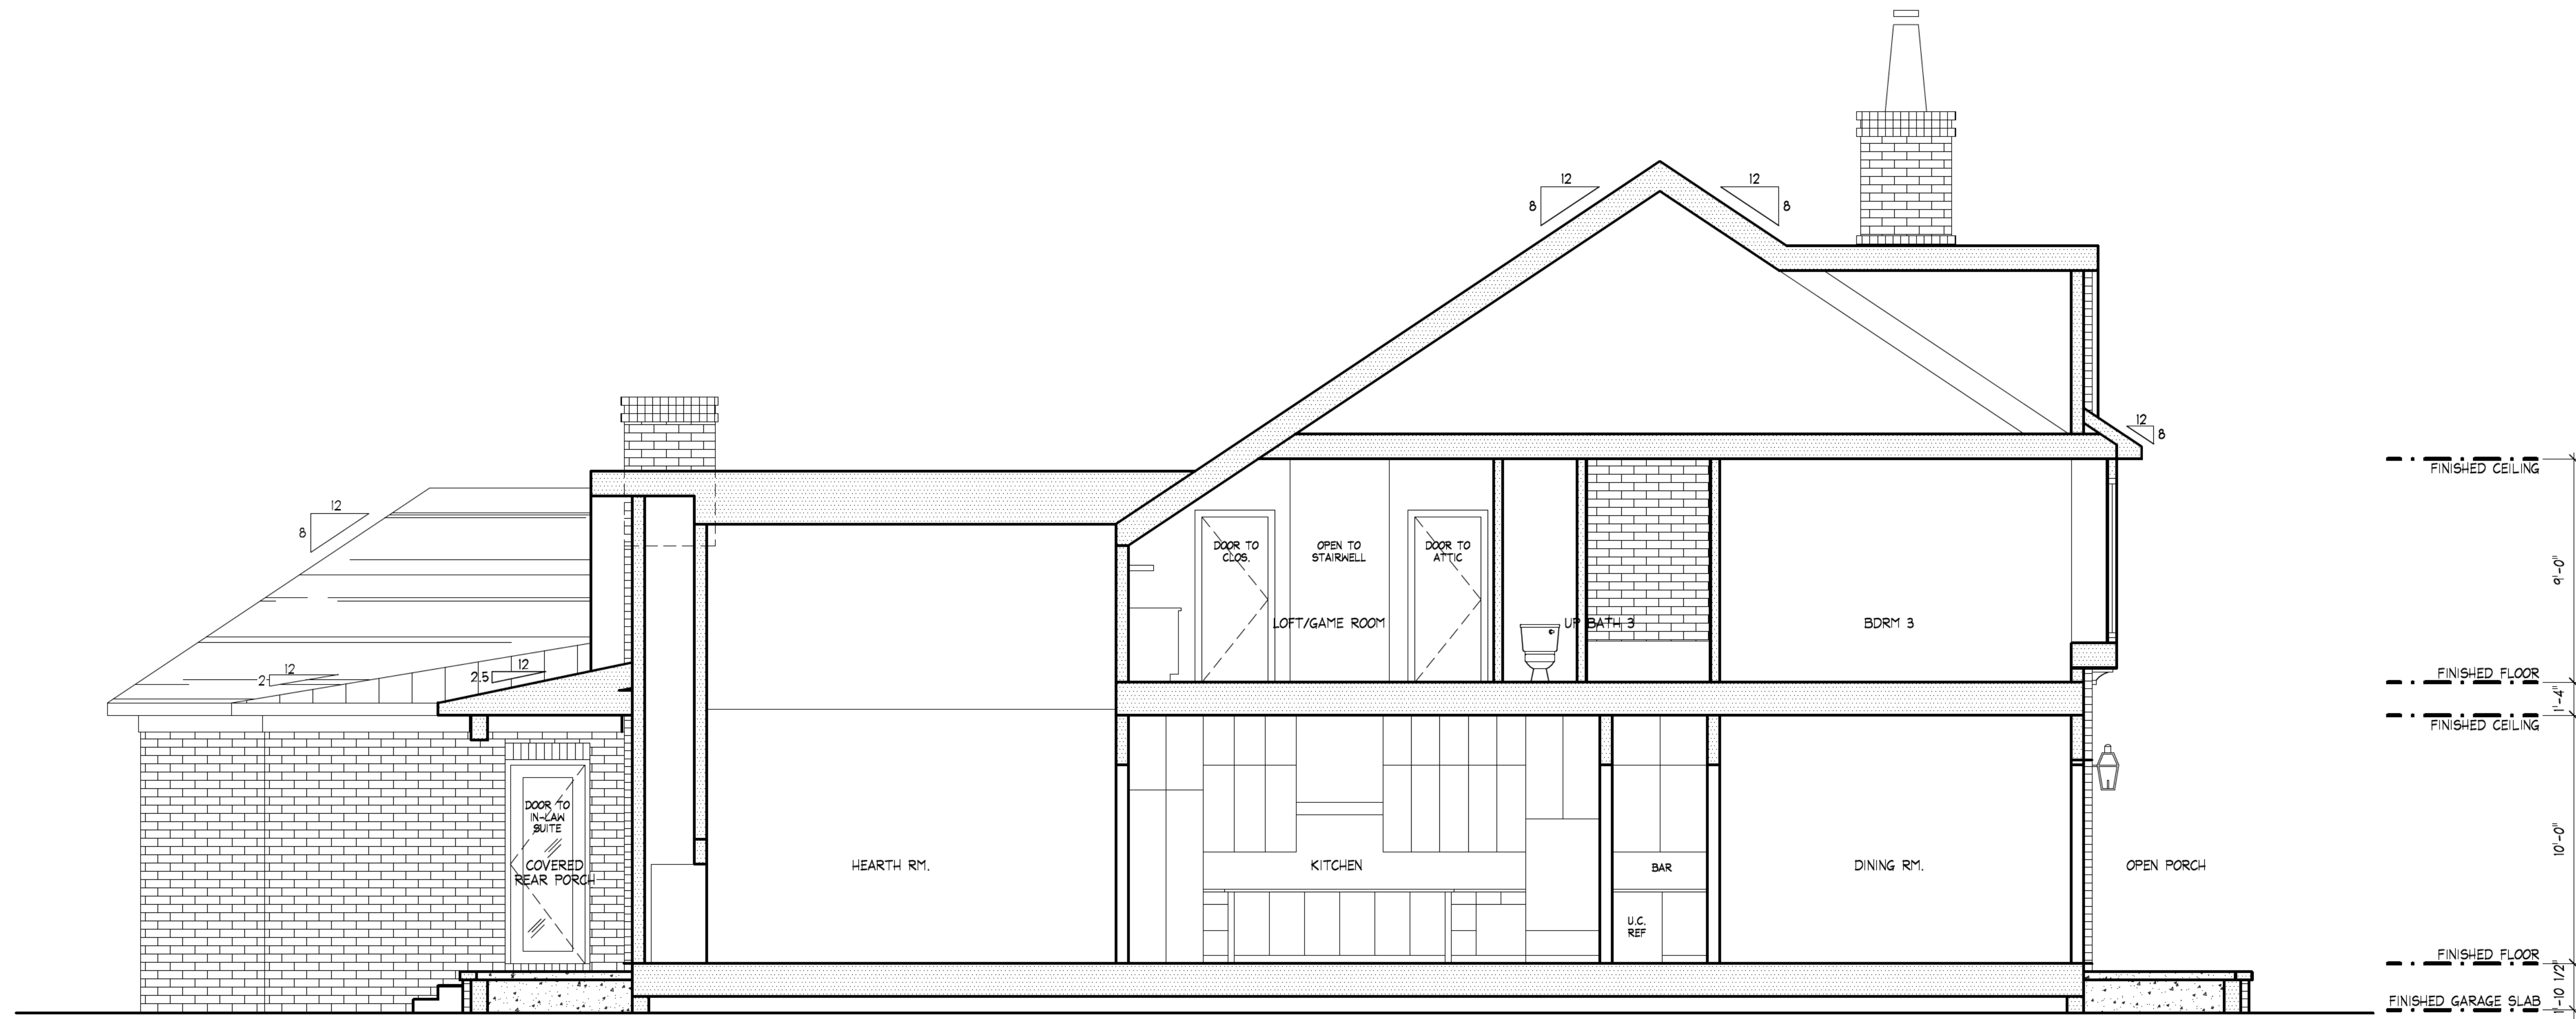 12
8
12
8
12
8
FINISHED CEILING
12
8
DOOR TO
CLOS.
OPEN TO
STAIRWELL
DOOR TO
ATTIC
9'-0"
LOFT/GAME ROOM
UP BATH 3
BDRM 3
12
2
12
2.5
FINISHED FLOOR
1'-4"
FINISHED CEILING
DOOR TO
IN-LAW
SUITE
COVERED
REAR PORCH
HEARTH RM.
KITCHEN
BAR
DINING RM.
OPEN PORCH
10'-0"
U.C.
REF
FINISHED FLOOR
1'-10 1/2"
FINISHED GARAGE SLAB